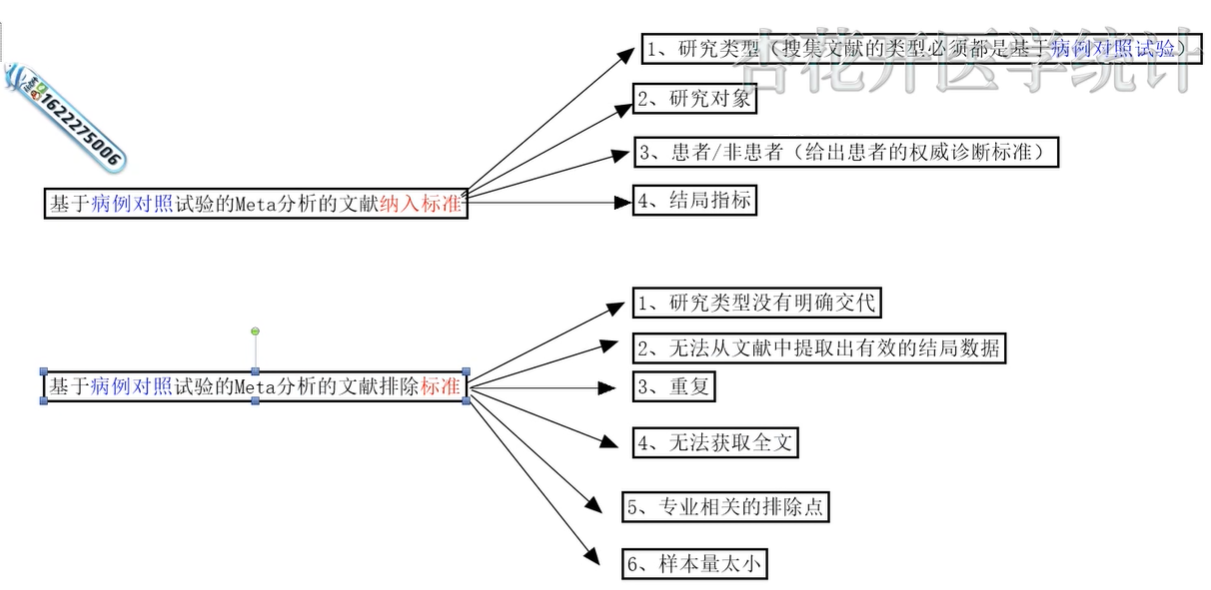 杏花开医学统计
1622275006
1、研究类型（搜集文献的类型必须都是基于病例对照试验）
2、研究对象
3、患者/非患者（给出患者的权威诊断标准）
基于病例对照试验的Meta分析的文献纳入标准
4、结局指标
1、研究类型没有明确交代
2、无法从文献中提取出有效的结局数据
基于病例对照试验的Meta分析的文献排除标准
3、重复
4、无法获取全文
5、专业相关的排除点
6、样本量太小